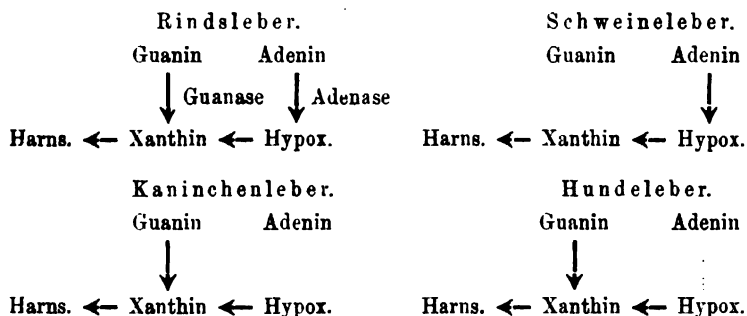 Rindsleber.
Guanin Adenin
Guanase Adenase
Harns. Xanthin Hypox.
Schweineleber.
Guanin Adenin
Harns. Xanthin Hypox.
Kaninchenleber.
Guanin Adenin
Harns. Xanthin Hypox.
Hundeleber.
Guanin Adenin
Harns. Xanthin Hypox.